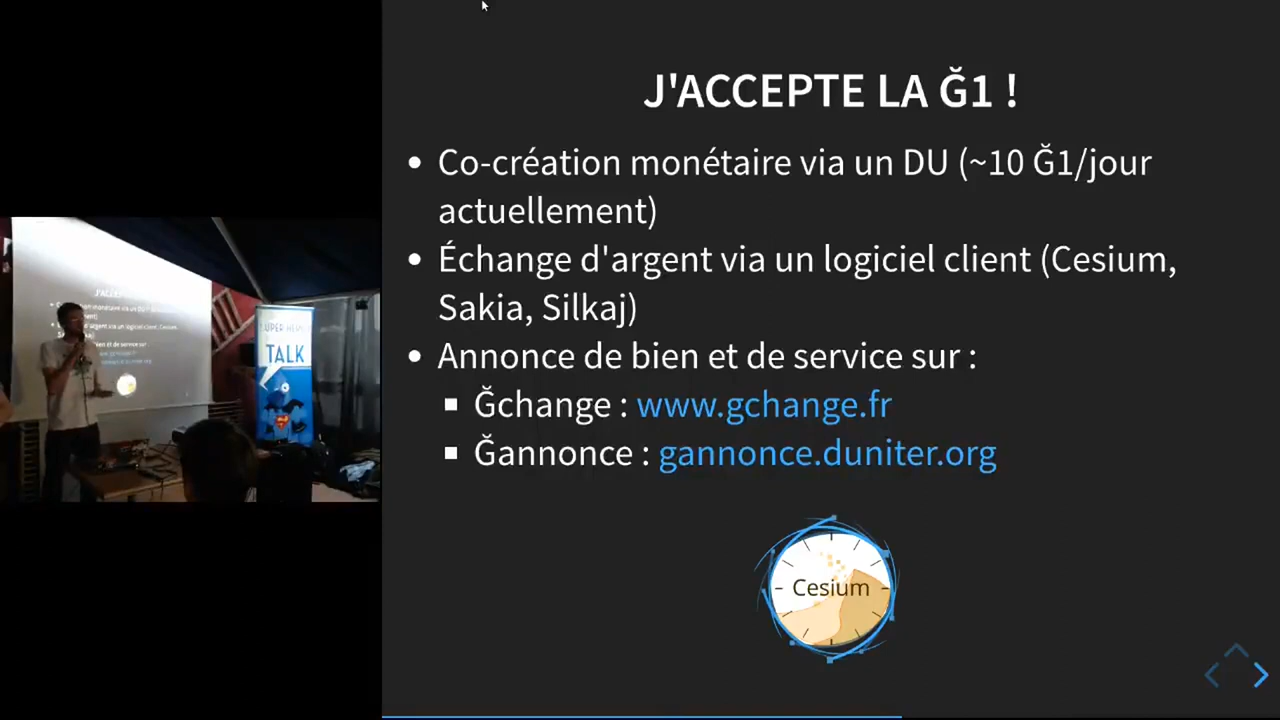 J'ACCEPTE LA Ğ1 !
Co-création monétaire via un DU (~10 Ğ1/jour
actuellement)
Échange d'argent via un logiciel client (Cesium,
Sakia, Silkaj)
Annonce de bien et de service sur :
Ğchange : www.gchange.fr
Ğannonce : gannonce.duniter.org
Cesium
TALK